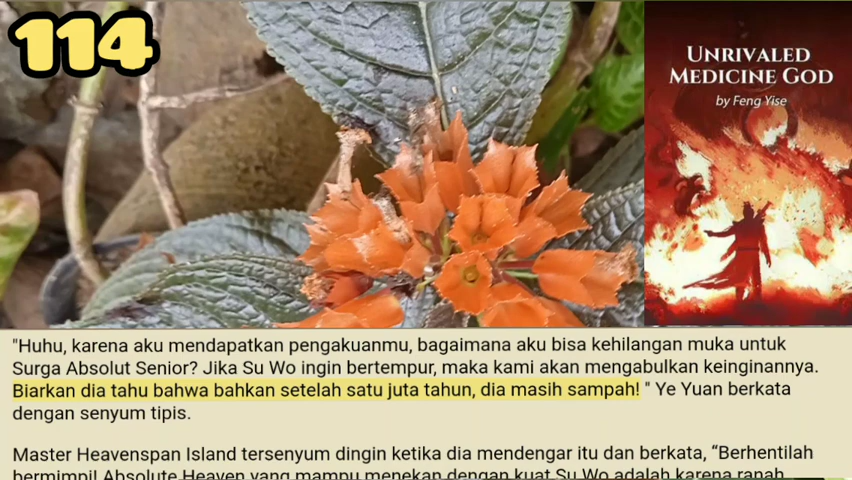 114
UNRIVALED
MEDICINE GOD
by Feng Yise
"Huhu, karena aku mendapatkan pengakuanmu, bagaimana aku bisa kehilangan muka untuk
Surga Absolut Senior? Jika Su Wo ingin bertempur, maka kami akan mengabulkan keinginannya.
Biarkan dia tahu bahwa bahkan setelah satu juta tahun, dia masih sampah! " Ye Yuan berkata
dengan senyum tipis.
Master Heavenspan Island tersenyum dingin ketika dia mendengar itu dan berkata, “Berhentilah
bermimpi! Absolute Heaven yang mampu menekan dengan kuat Su Wo adalah karena ranah